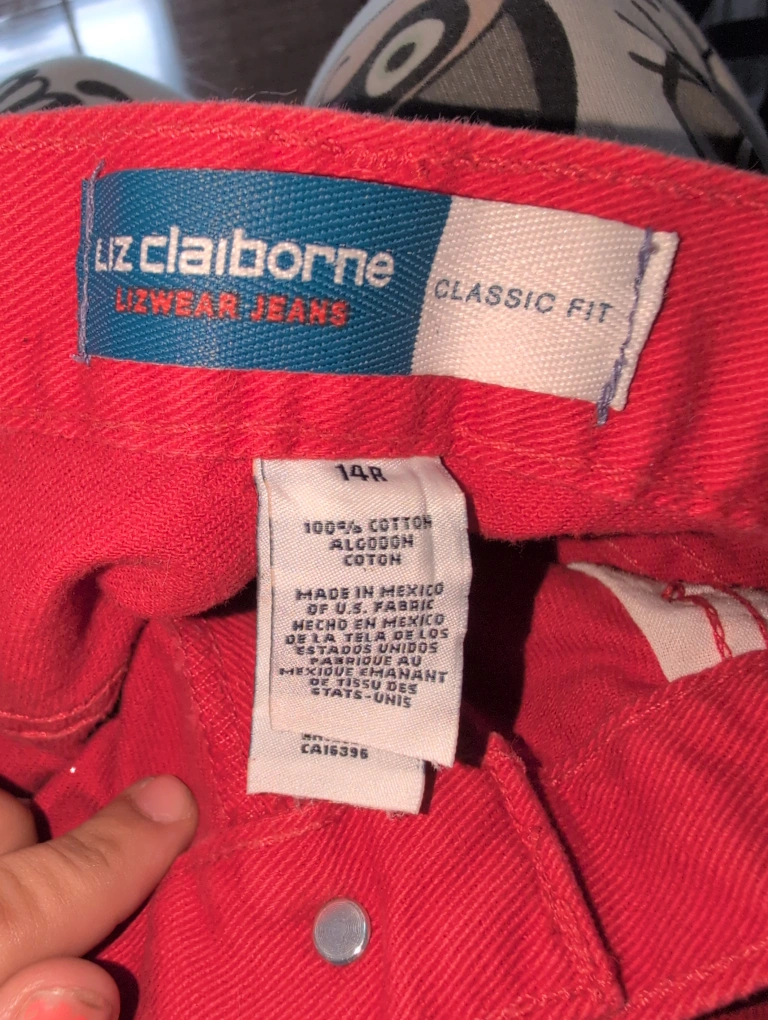 LIZ claiborne
LIZWEAR JEANS
CLASSIC FIT
14R
100% COTTON
ALGODON
COTON
MADE IN MEXICO
OF U.S. FABRIC
HECHO EN MEXICO
DE LA TELA DE LOS
ESTADOS UNIDOS
FABRIQUE AU
MEXIQUE EMANANT
DE TISSU DES
ETATS-UNIS
CA16396